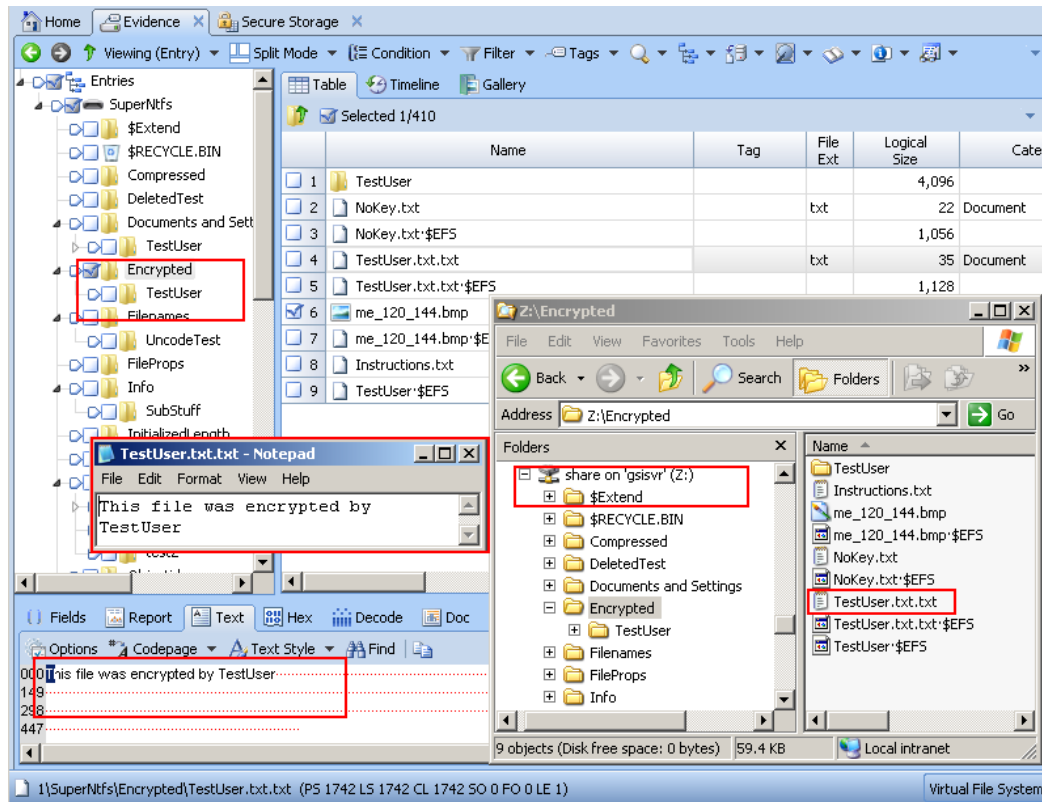 Home Evidence Secure Storage
Viewing (Entry) Split Mode Condition Filter Tags
Entries
SuperNtfs
$Extend
$RECYCLE.BIN
Compressed
DeletedTest
Documents and Sett
TestUser
Encrypted
TestUser
Filenames
UncodeTest
FileProps
Info
SubStuff
InitializedLength
Table Timeline Gallery
Selected 1/410
Name Tag File Ext Logical Size Cate
1 TestUser 4,096
2 NoKey.txt txt 22 Document
3 NoKey.txt·$EFS 1,056
4 TestUser.txt.txt txt 35 Document
5 TestUser.txt.txt·$EFS 1,128
6 me_120_144.bmp
7 me_120_144.bmp·$E
8 Instructions.txt
9 TestUser·$EFS
TestUser.txt.txt - Notepad
File Edit Format View Help
This file was encrypted by
TestUser
Z:\Encrypted
File Edit View Favorites Tools Help
Back Search Folders »
Address Z:\Encrypted Go
Folders X
share on 'gsisvr' (Z:)
$Extend
$RECYCLE.BIN
Compressed
DeletedTest
Documents and Settings
Encrypted
TestUser
Filenames
FileProps
Info
Name
TestUser
Instructions.txt
me_120_144.bmp
me_120_144.bmp·$EFS
NoKey.txt
NoKey.txt·$EFS
TestUser.txt.txt
TestUser.txt.txt·$EFS
TestUser·$EFS
9 objects (Disk free space: 0 bytes) 59.4 KB Local intranet
Fields Report Text Hex Decode Doc
Options Codepage Text Style Find
000 This file was encrypted by TestUser
149
298
447
1\SuperNtfs\Encrypted\TestUser.txt.txt (PS 1742 LS 1742 CL 1742 SO 0 FO 0 LE 1) Virtual File System